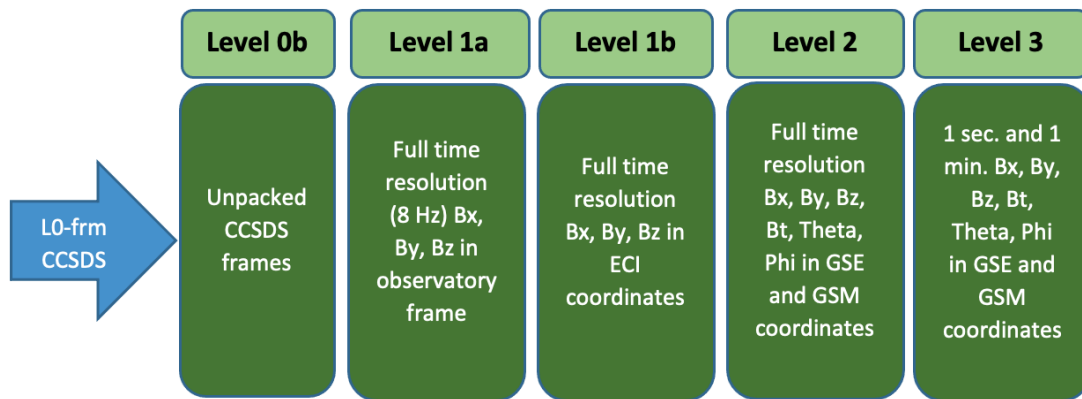 Level 0b
Level 1a
Level 1b
Level 2
Level 3
L0-frm
CCSDS
Unpacked
CCSDS
frames
Full time
resolution
(8 Hz) Bx,
By, Bz in
observatory
frame
Full time
resolution
Bx, By, Bz in
ECI
coordinates
Full time
resolution
Bx, By, Bz,
Bt, Theta,
Phi in GSE
and GSM
coordinates
1 sec. and 1
min. Bx, By,
Bz, Bt,
Theta, Phi
in GSE and
GSM
coordinates